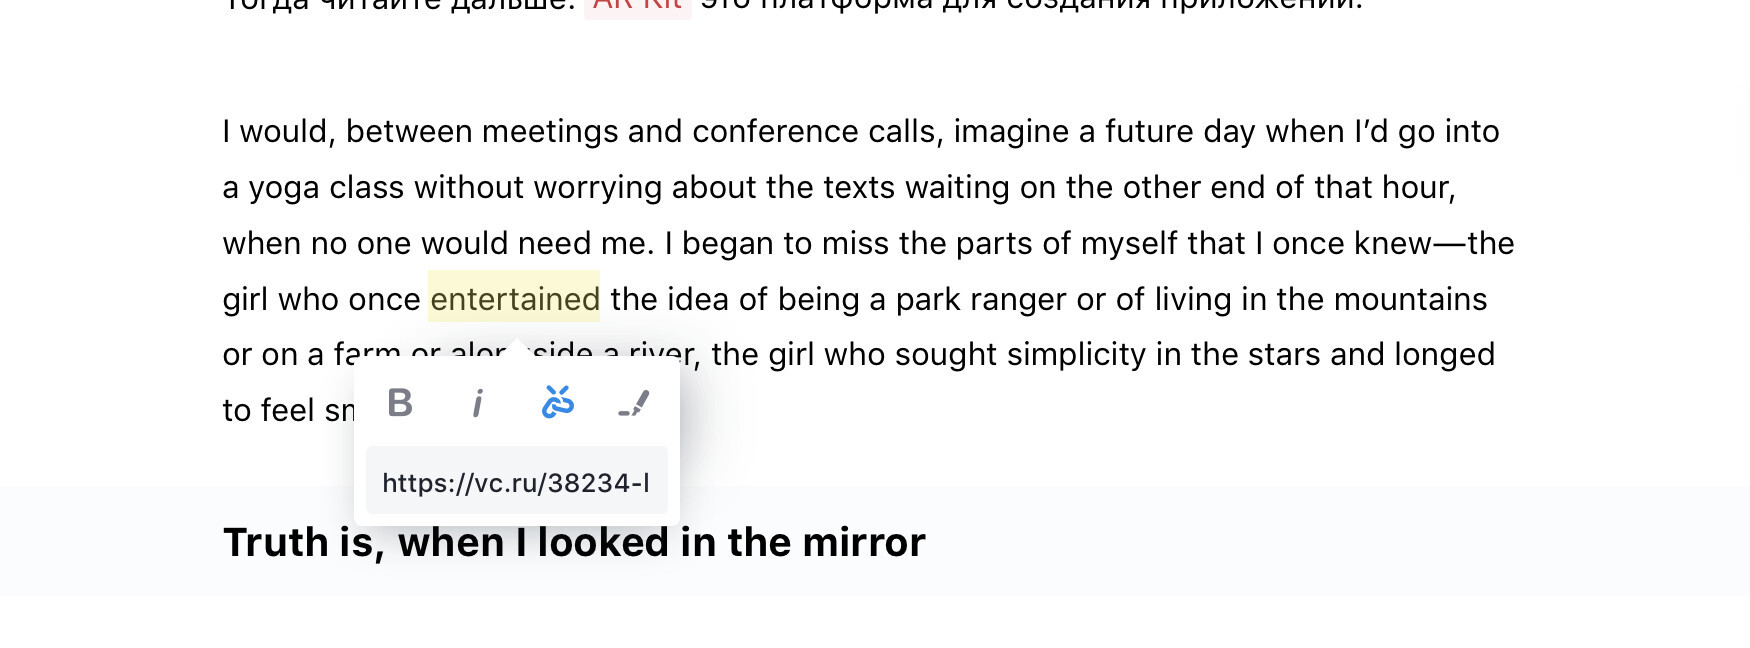 Тогда читайте дальше. AR Kit это платформа для создания приложений.
I would, between meetings and conference calls, imagine a future day when I’d go into
a yoga class without worrying about the texts waiting on the other end of that hour,
when no one would need me. I began to miss the parts of myself that I once knew—the
girl who once entertained the idea of being a park ranger or of living in the mountains
or on a farm or alongside a river, the girl who sought simplicity in the stars and longed
to feel
B i
https://vc.ru/38234-l
Truth is, when I looked in the mirror